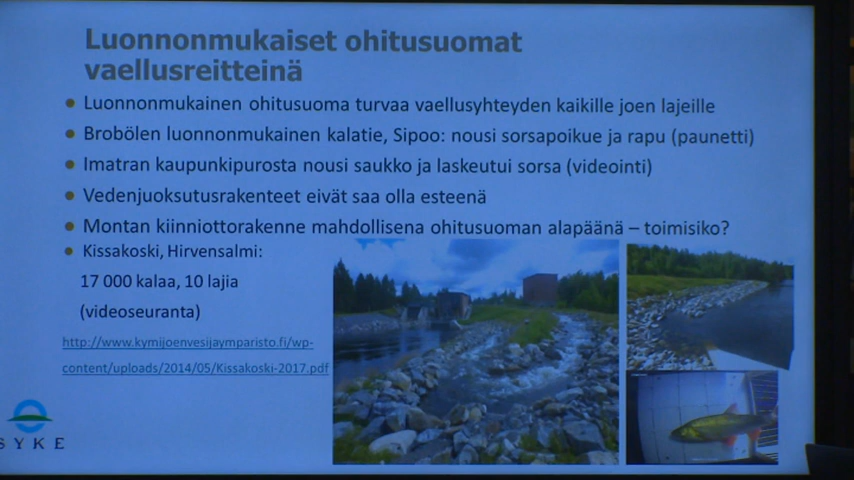 Luonnonmukaiset ohitusuomat
vaellusreitteinä
Luonnonmukainen ohitusuoma turvaa vaellusyhteyden kaikille joen lajeille
Brobölen luonnonmukainen kalatie, Sipoo: nousi sorsapoikue ja rapu (paunetti)
Imatran kaupunkipurosta nousi saukko ja laskeutui sorsa (videointi)
Vedenjuoksutusrakenteet eivät saa olla esteenä
Montan kiinniottorakenne mahdollisena ohitusuoman alapäänä – toimisiko?
Kissakoski, Hirvensalmi:
17 000 kalaa, 10 lajia
(videoseuranta)
http://www.kymijoenvesijaymparisto.fi/wp-
content/uploads/2014/05/Kissakoski-2017.pdf
SYKE